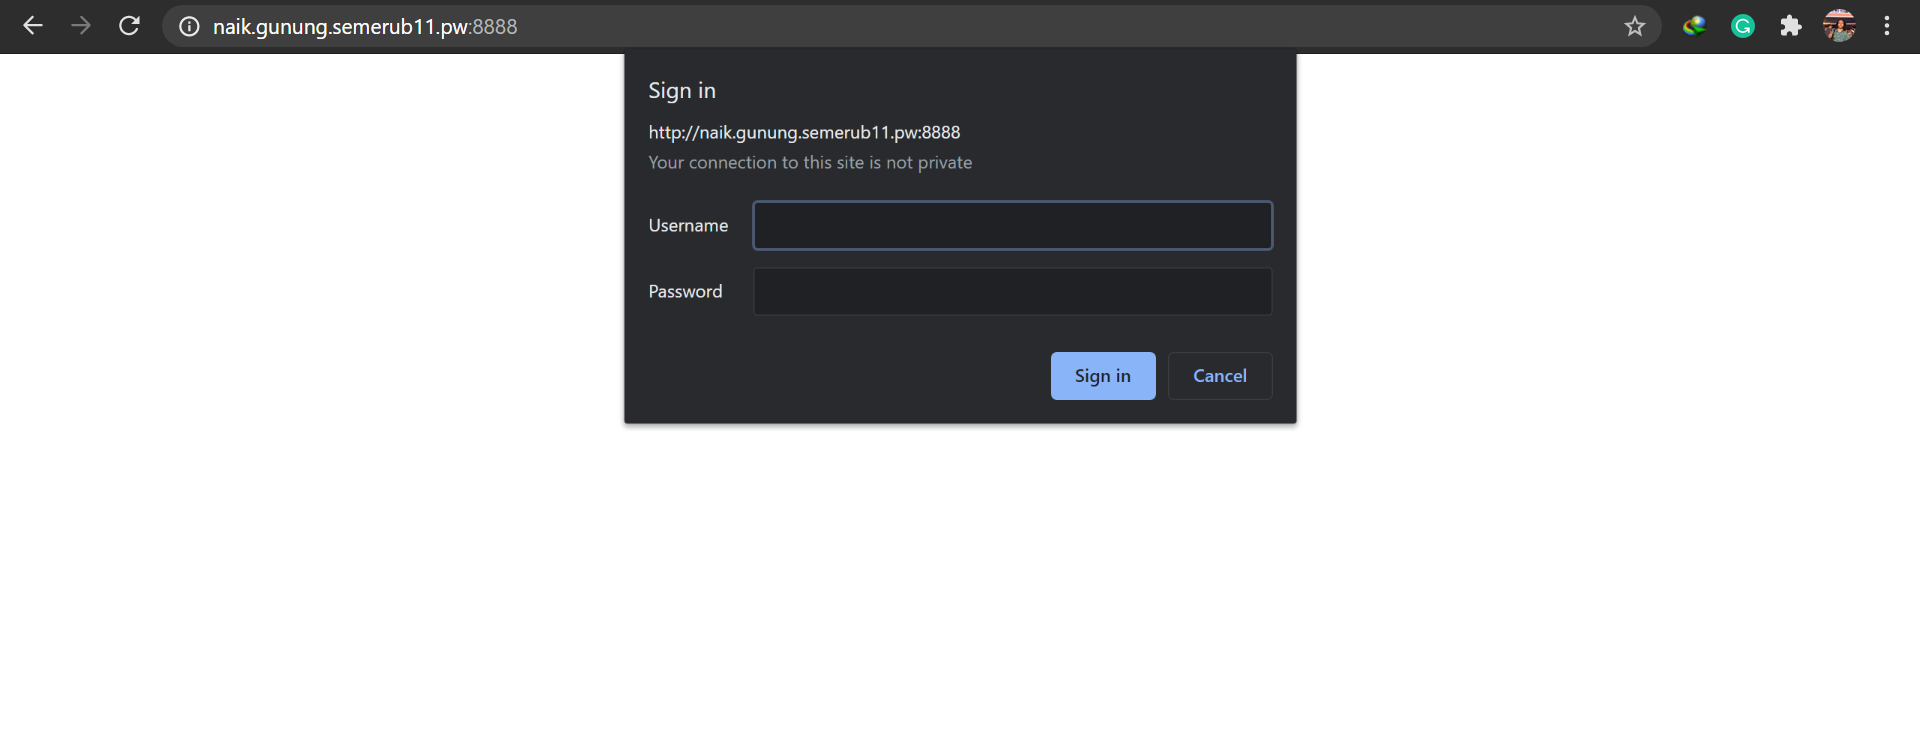 naik.gunung.semerub11.pw:8888
Sign in
http://naik.gunung.semerub11.pw:8888
Your connection to this site is not private
Username
Password
Sign in Cancel